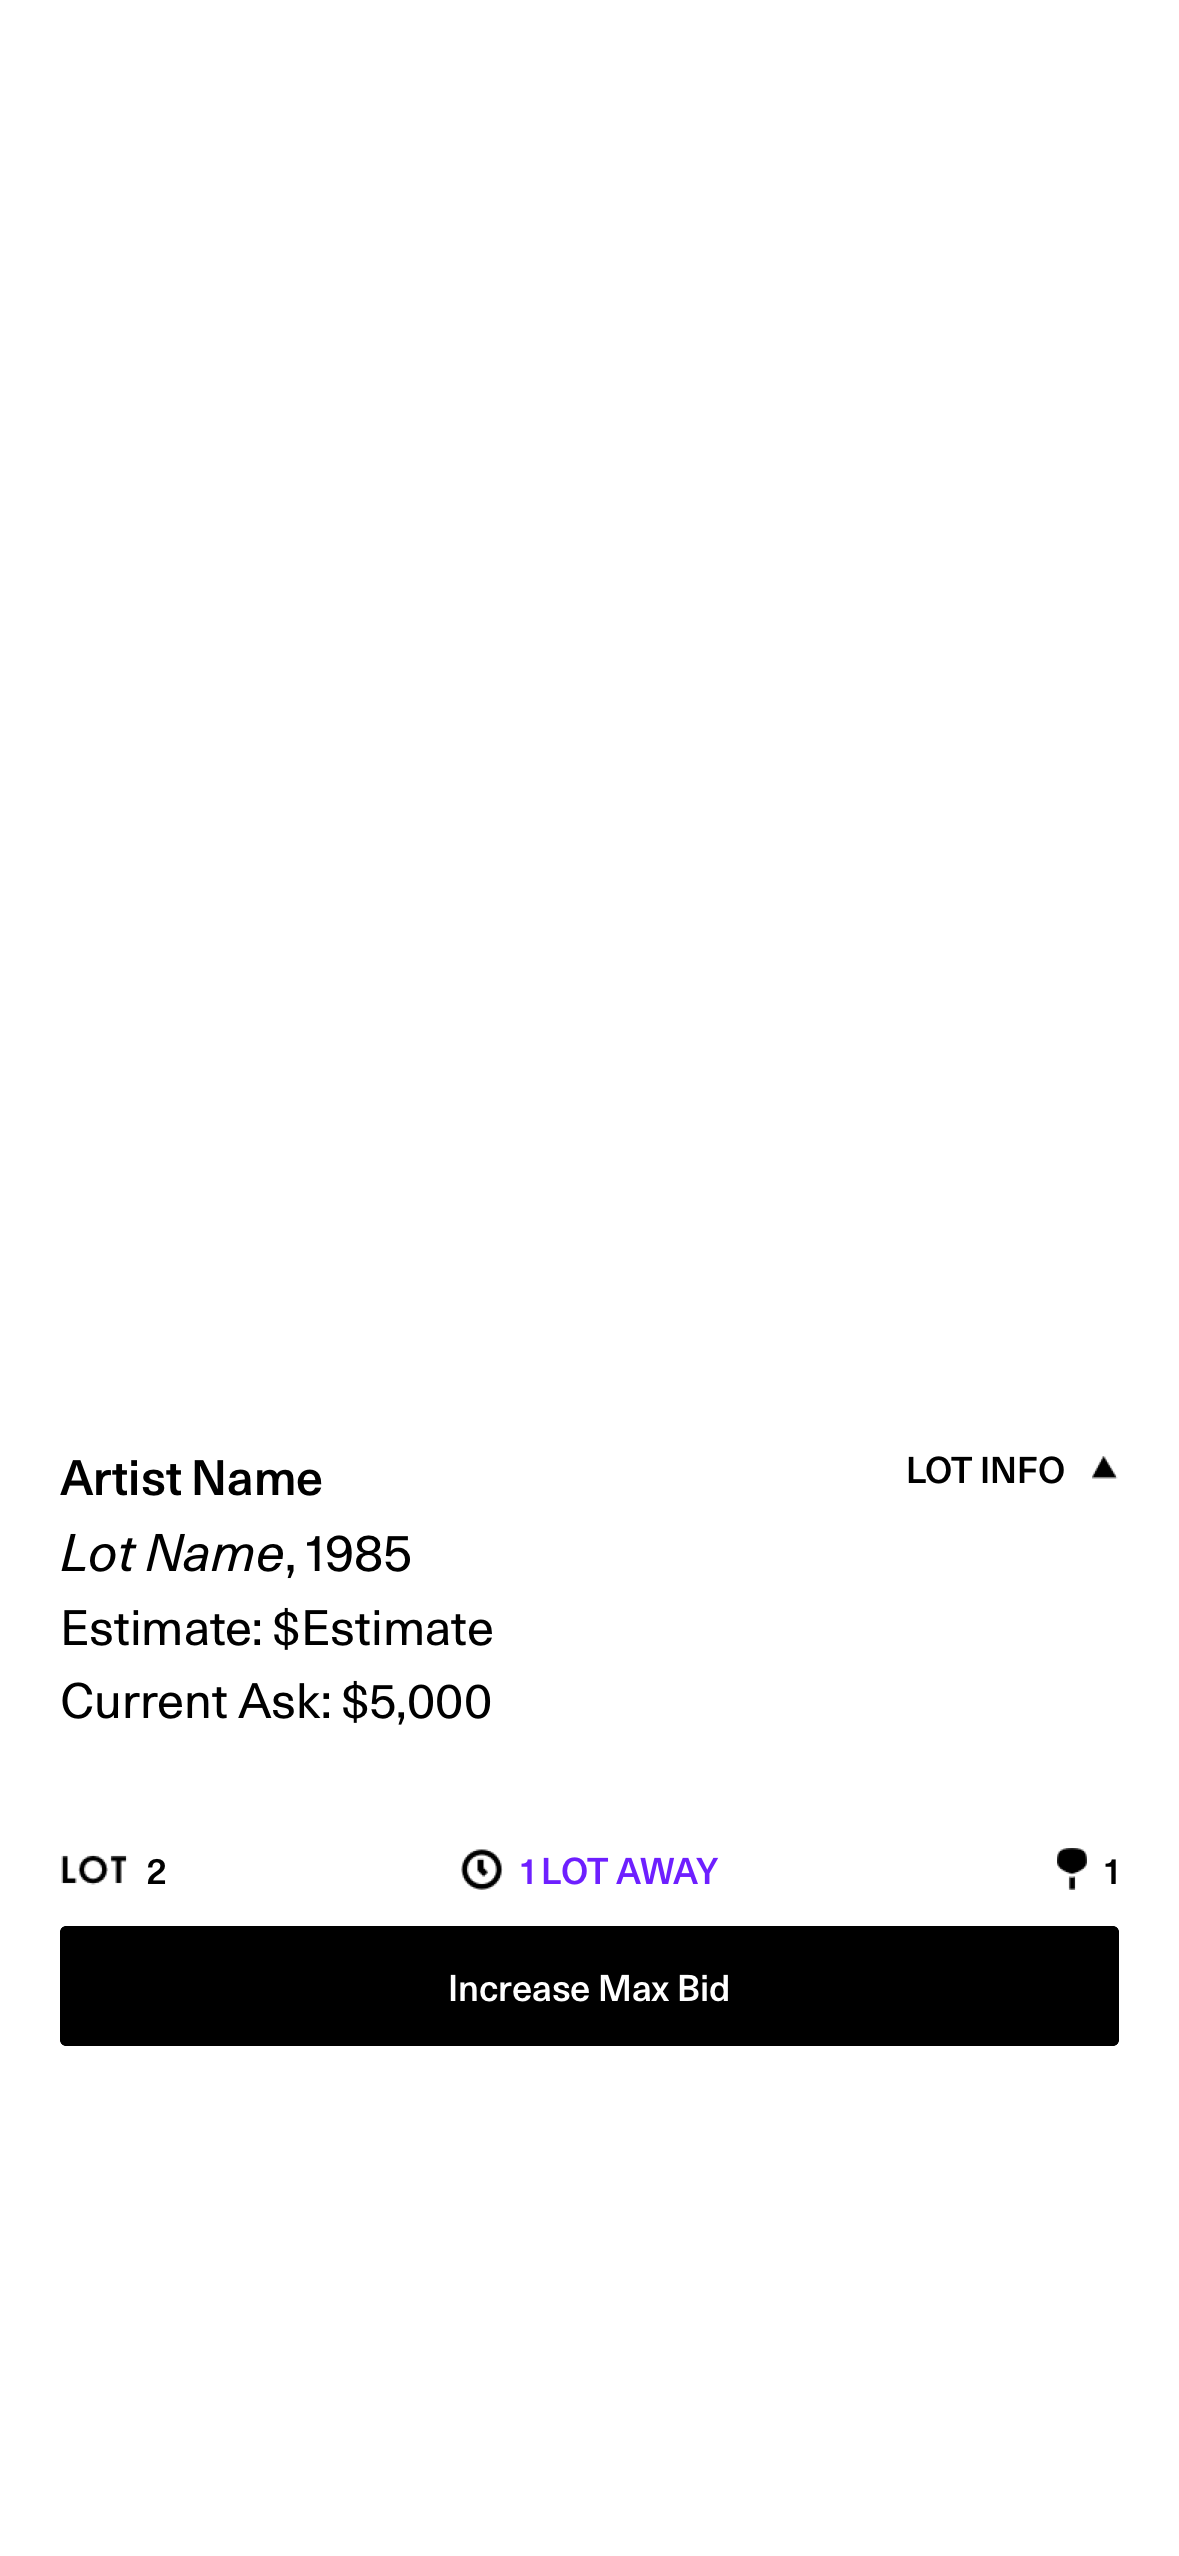 Artist Name
LOT INFO
Lot Name, 1985
Estimate: $Estimate
Current Ask: $5,000
LOT 2
1 LOT AWAY
1
Increase Max Bid